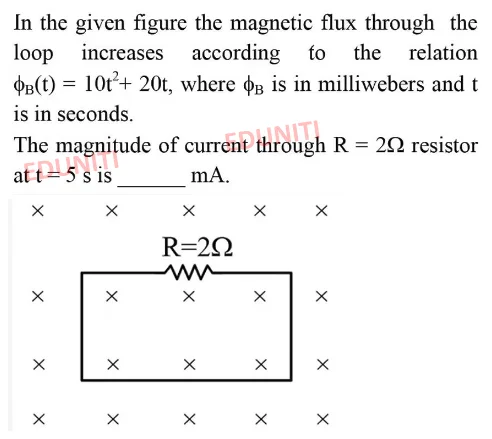 In the given figure the magnetic flux through the
loop increases according to the relation
ϕB(t) = 10t²+ 20t, where ϕB is in milliwebers and t
is in seconds.
The magnitude of current through R = 2Ω resistor
at t = 5 s is ______ mA.
EDUNITI
EDUNITI
× × × × ×
R=2Ω
× × × × ×
× × × × ×
× × × × ×